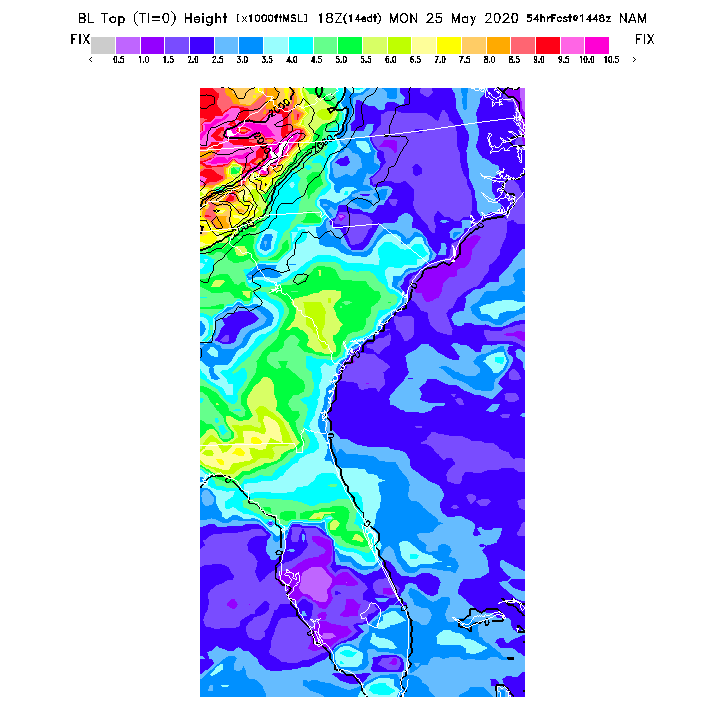 BL Top (TI=0) Height [x1000ftMSL] 18Z(14edt) MON 25 May 2020 54hrFcst@1448z NAM
FIX FIX
< 0.5 1.0 1.5 2.0 2.5 3.0 3.5 4.0 4.5 5.0 5.5 6.0 6.5 7.0 7.5 8.0 8.5 9.0 9.5 10.0 10.5 >